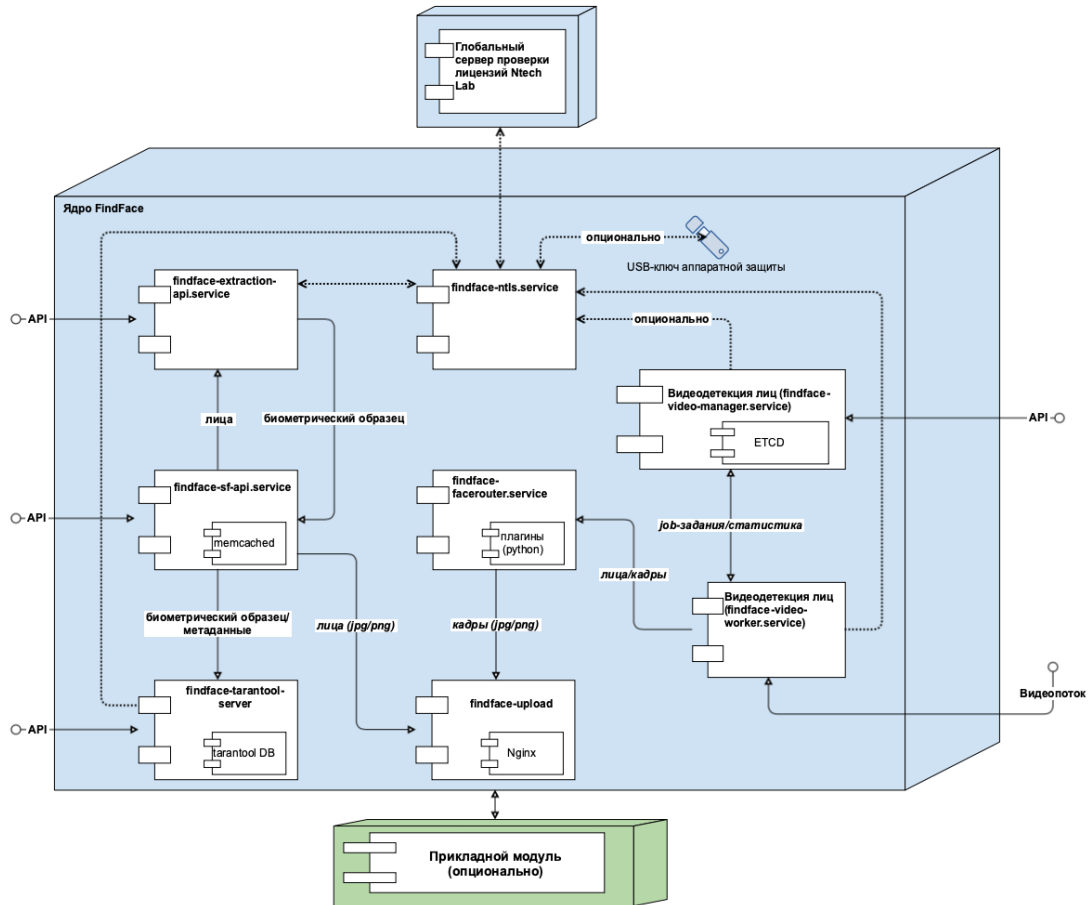 Глобальный
сервер проверки
лицензий Ntech
Lab
Ядро FindFace
опционально
USB-ключ аппаратной защиты
findface-extraction-
api.service
findface-ntls.service
API
опционально
Видеодетекция лиц (findface-
video-manager.service)
ETCD
API
лица
биометрический образец
findface-sf-api.service
memcached
API
findface-
facerouter.service
плагины
(python)
job-задания/статистика
лица/кадры
Видеодетекция лиц
(findface-video-
worker.service)
биометрический образец/
метаданные
лица (jpg/png)
кадры (jpg/png)
Видеопоток
findface-tarantool-
server
tarantool DB
API
findface-upload
Nginx
Прикладной модуль
(опционально)